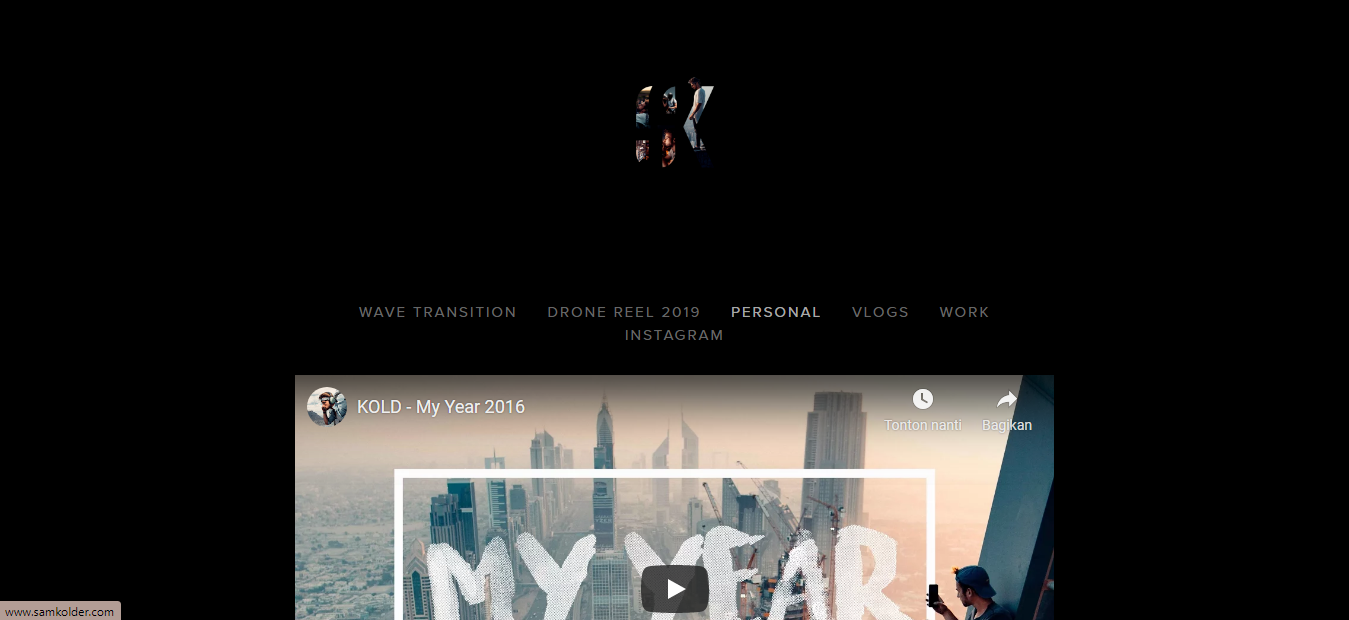 WAVE TRANSITION DRONE REEL 2019 PERSONAL VLOGS WORK
INSTAGRAM
KOLD - My Year 2016
Tonton nanti Bagikan
MY YEAR
www.samkolder.com